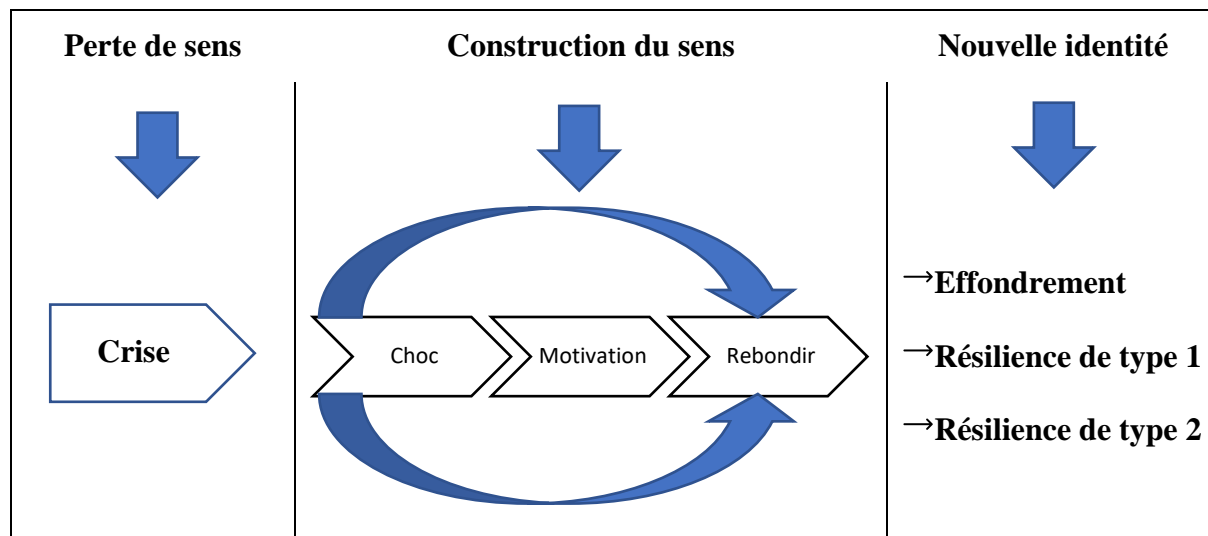 Perte de sens
Construction du sens
Nouvelle identité
Crise
Choc
Motivation
Rebondir
→Effondrement
→Résilience de type 1
→Résilience de type 2